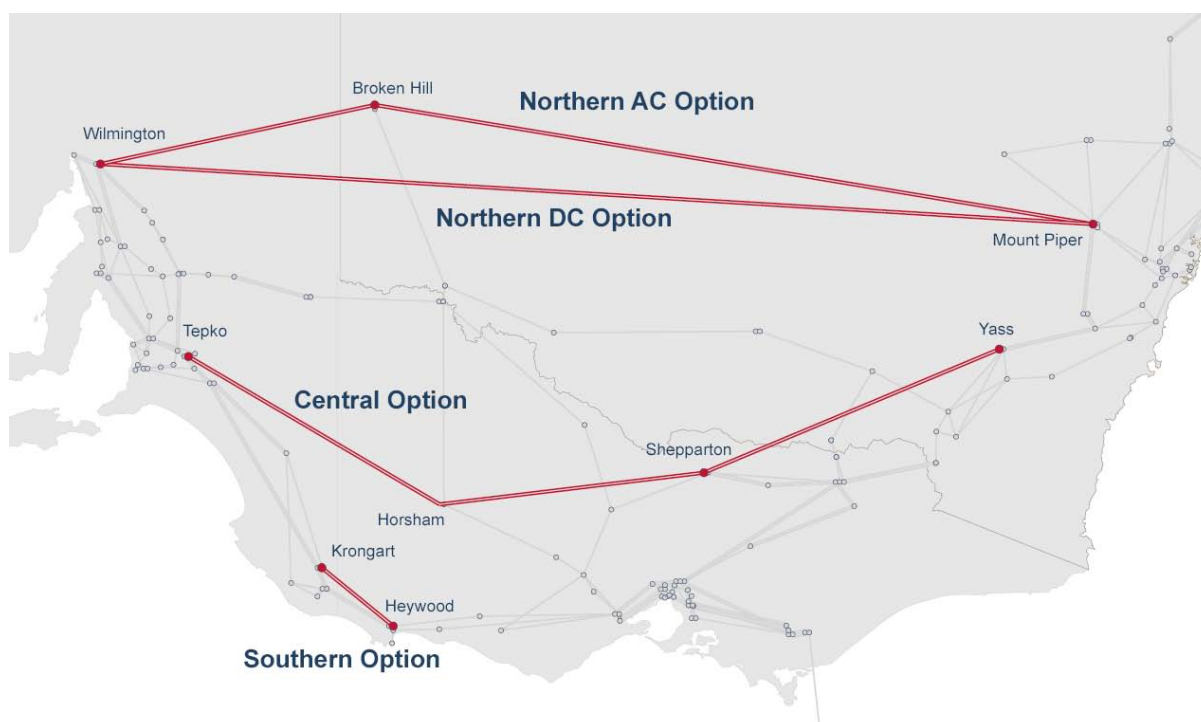 Broken Hill
Northern AC Option
Wilmington
Northern DC Option
Mount Piper
Tepko
Yass
Central Option
Shepparton
Horsham
Krongart
Heywood
Southern Option